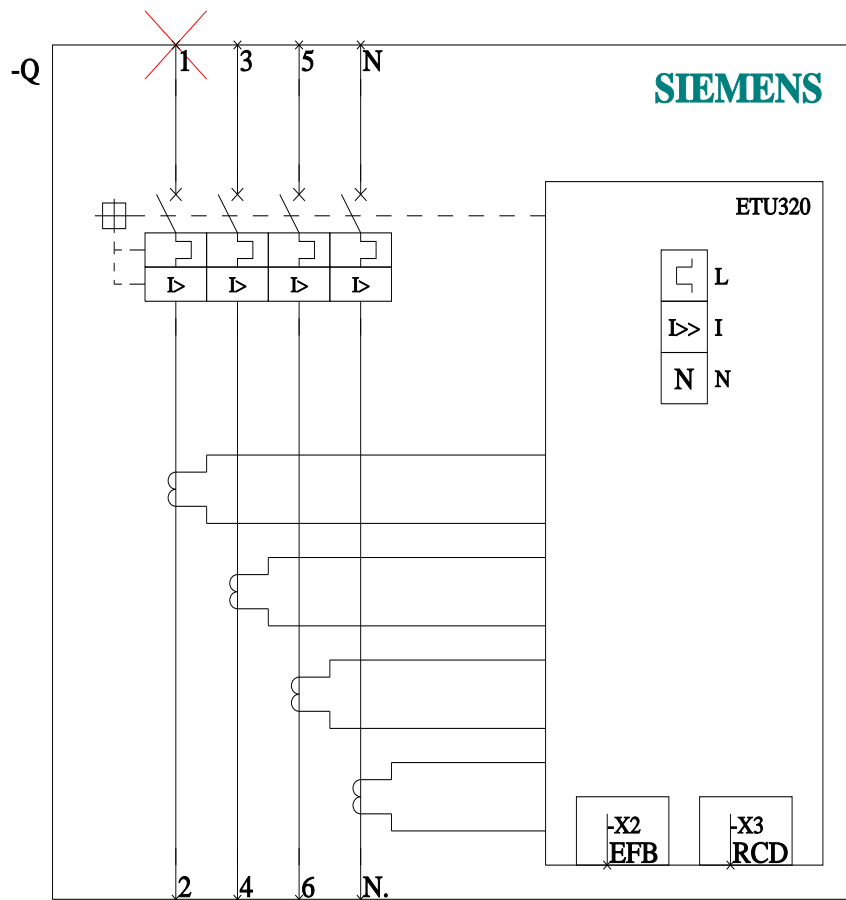 1 3 5 N
-Q
SIEMENS
ETU320
L
I> I> I> I>
I>> I
N N
-X2 -X3
EFB RCD
2 4 6 N.